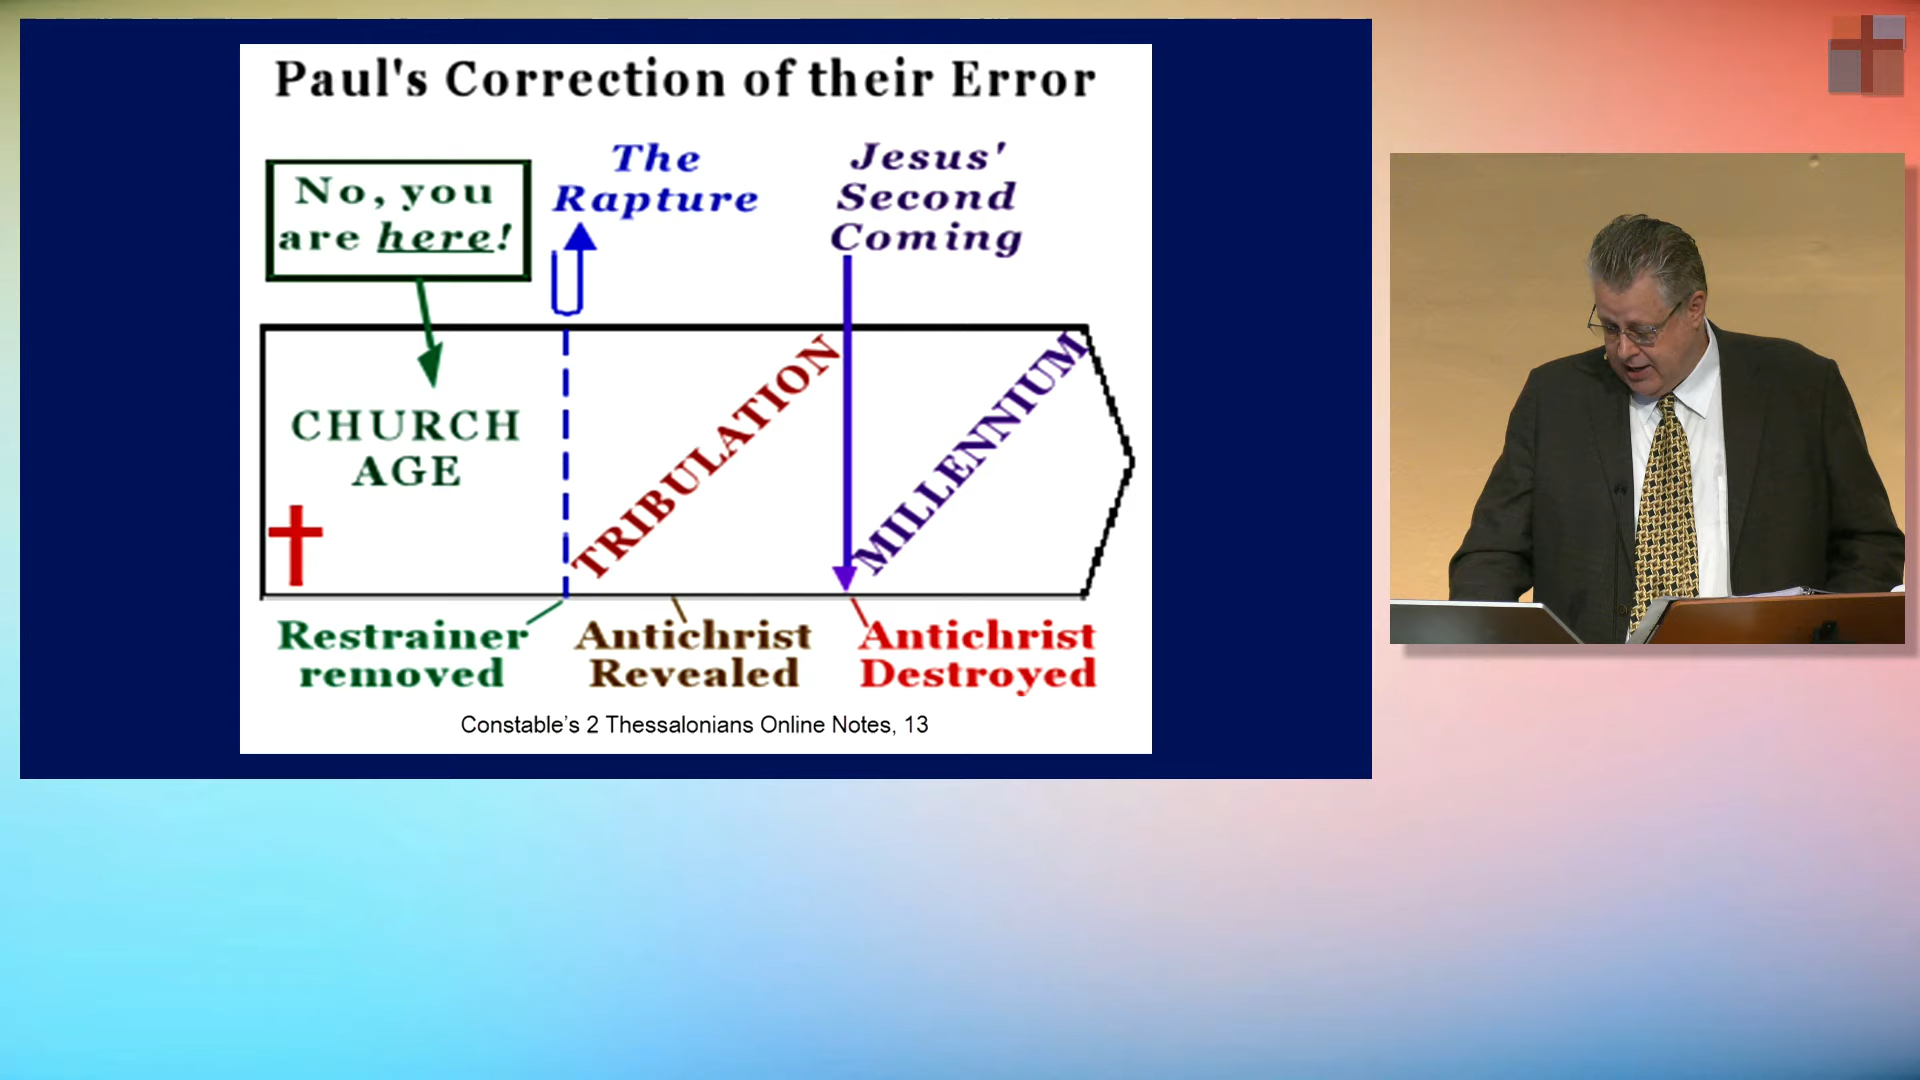 Paul's Correction of their Error
No, you
are here!
The
Rapture
Jesus'
Second
Coming
CHURCH
AGE
TRIBULATION
MILLENNIUM
Restrainer
removed
Antichrist
Revealed
Antichrist
Destroyed
Constable’s 2 Thessalonians Online Notes, 13